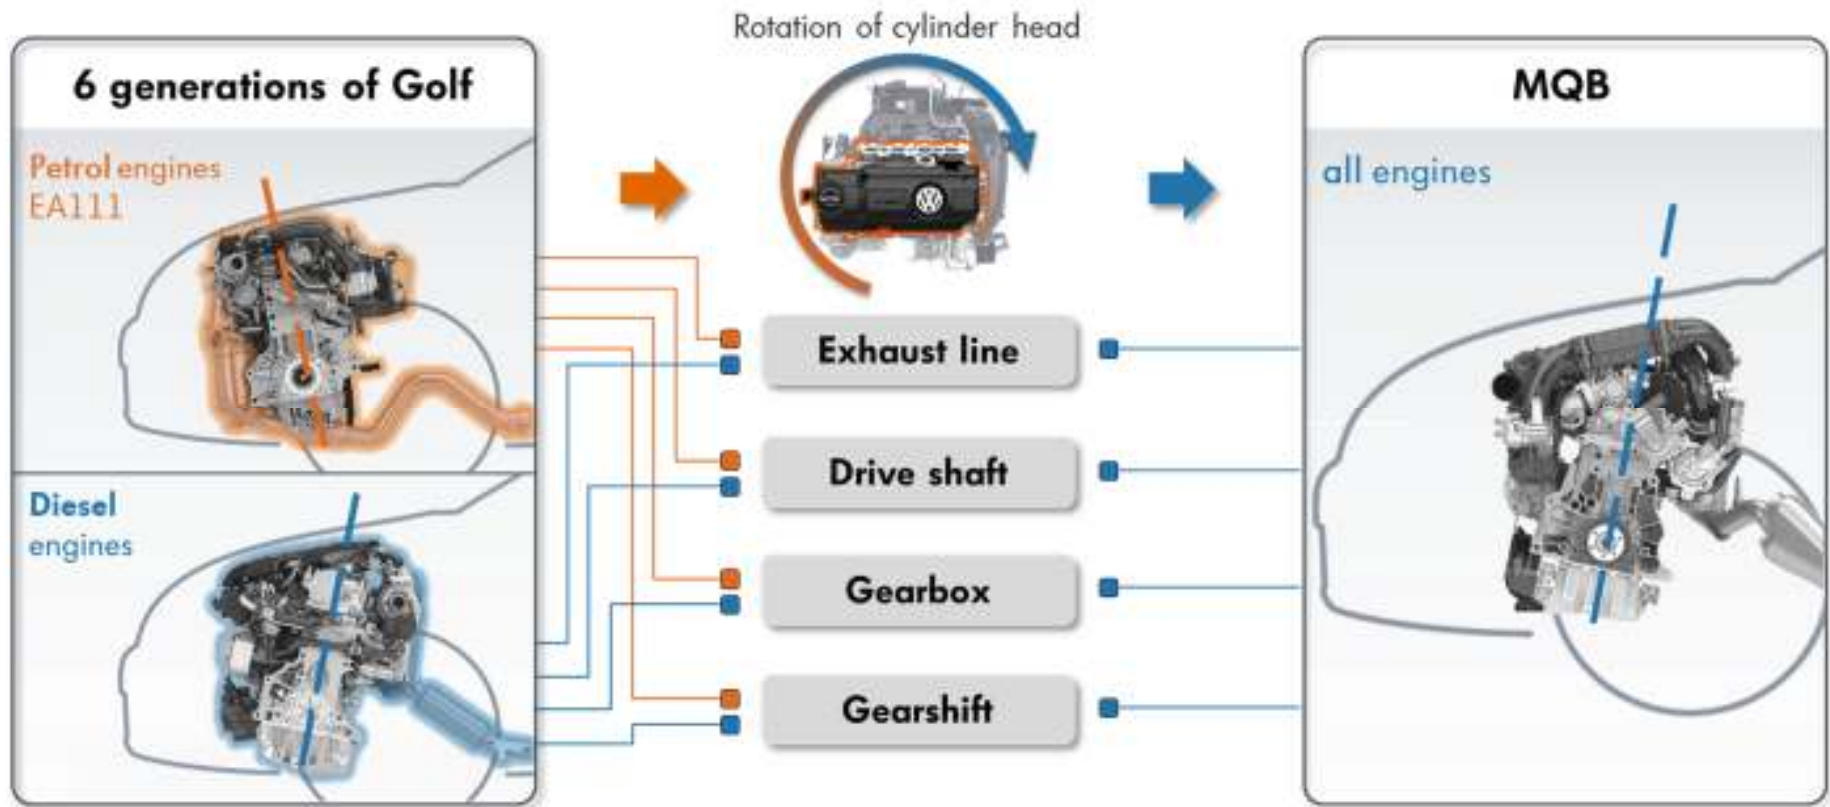 Rotation of cylinder head
6 generations of Golf
MQB
Petrol engines
EA111
all engines
Exhaust line
Drive shaft
Diesel
engines
Gearbox
Gearshift